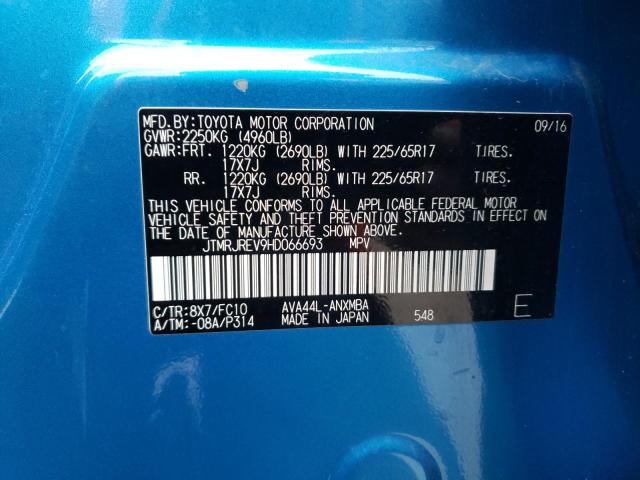 MFD.BY:TOYOTA MOTOR CORPORATION 09/16
GVWR:2250KG (4960LB)
GAWR:FRT. 1220KG (2690LB) WITH 225/65R17 TIRES.
17X7J RIMS.
RR. 1220KG (2690LB) WITH 225/65R17 TIRES.
17X7J RIMS.
THIS VEHICLE CONFORMS TO ALL APPLICABLE FEDERAL MOTOR
VEHICLE SAFETY AND THEFT PREVENTION STANDARDS IN EFFECT ON
THE DATE OF MANUFACTURE SHOWN ABOVE.
JTMRJREV9HD066693 MPV
C/TR:8X7/FC10 AVA44L-ANXMBA
A/TM:-08A/P314 MADE IN JAPAN 548 E